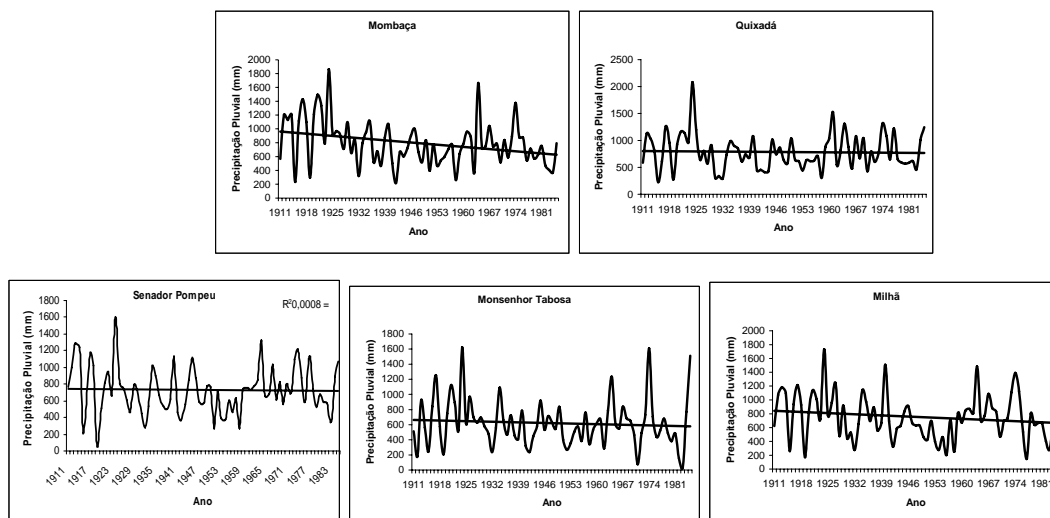 Mombaça
Precipitação Pluvial (mm)
2000
1800
1600
1400
1200
1000
800
600
400
200
0
1911 1918 1925 1932 1939 1946 1953 1960 1967 1974 1981
Ano
Quixadá
Precipitação Pluvial (mm)
2500
2000
1500
1000
500
0
1911 1918 1925 1932 1939 1946 1953 1960 1967 1974 1981
Ano
Senador Pompeu
R²0,0008 =
Precipitação Pluvial (mm)
1800
1600
1400
1200
1000
800
600
400
200
0
1911 1917 1923 1929 1935 1941 1947 1953 1959 1965 1971 1977 1983
Ano
Monsenhor Tabosa
Precipitação Pluvial (mm)
1800
1600
1400
1200
1000
800
600
400
200
0
1911 1918 1925 1932 1939 1946 1953 1960 1967 1974 1981
Ano
Milhã
Precipitação Pluvial (mm)
2000
1800
1600
1400
1200
1000
800
600
400
200
0
1911 1918 1925 1932 1939 1946 1953 1960 1967 1974 1981
Ano